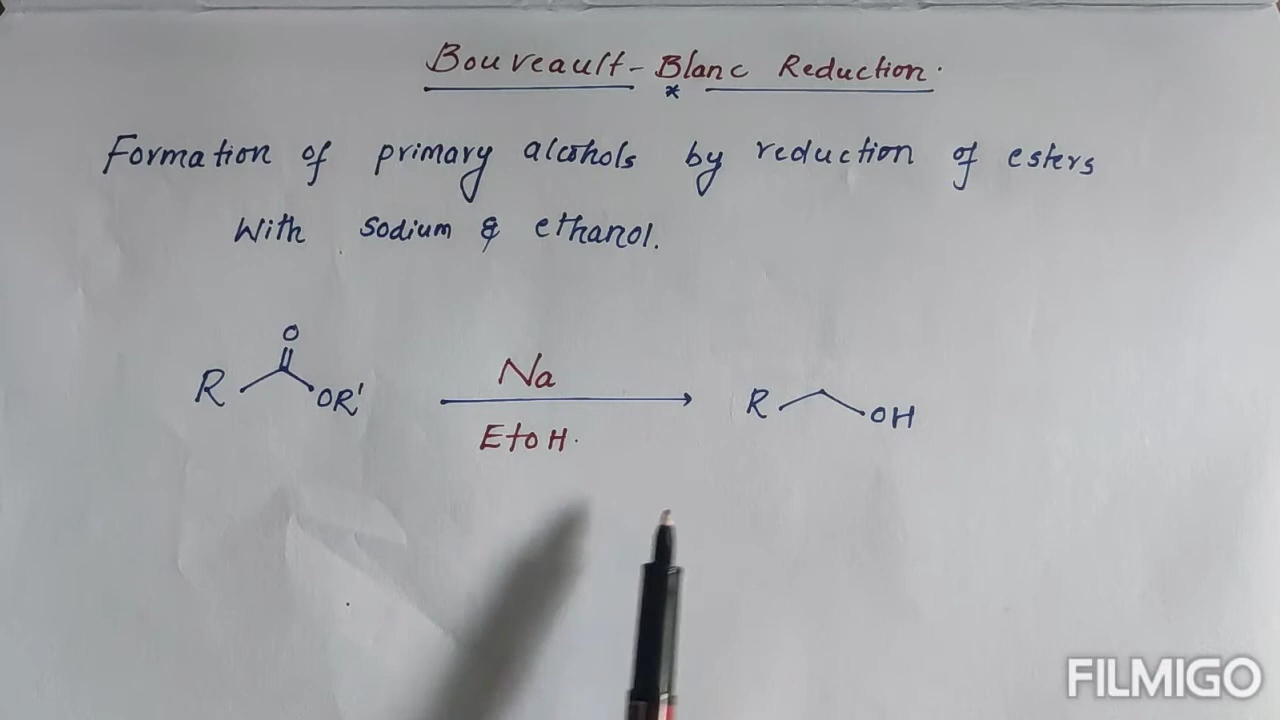 Bouveault-Blanc Reduction.
Formation of primary alcohols by reduction of esters
With sodium & ethanol.
O
R OR' Na R OH
EtoH.
FILMIGO